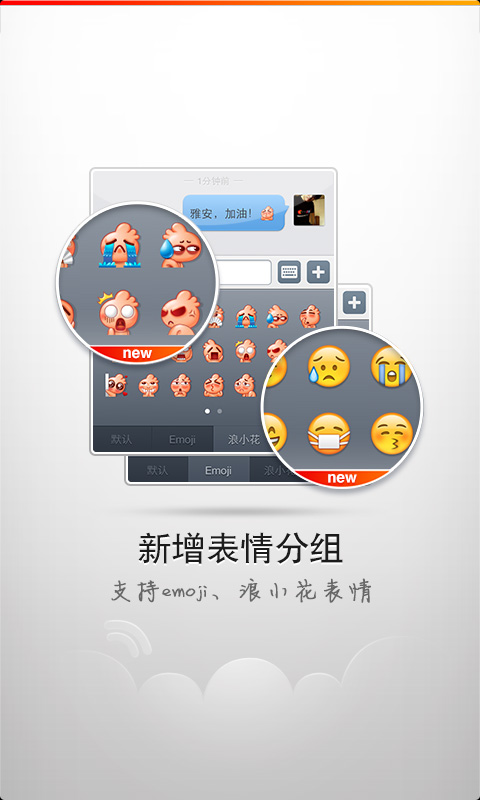 1分钟前
雅安，加油！
new
默认 Emoji 浪小花
默认 Emoji 浪小
new
新增表情分组
支持emoji、浪小花表情